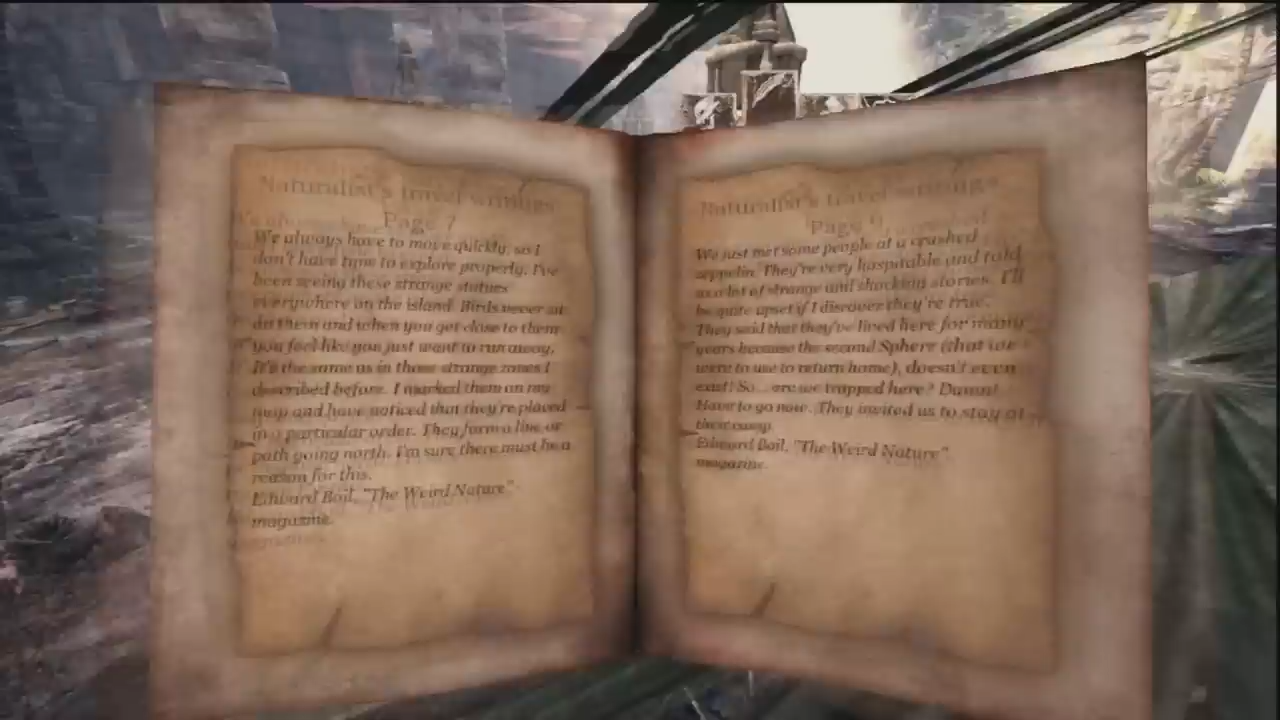 Naturalist's travel writings
Page 7
We always have to move quickly, so I
don't have time to explore properly. I've
been seeing these strange statues
everywhere on the island. Birds never sit
on them and when you get close to them
you feel like you just want to run away.
It's the same as in those strange zones I
described before. I marked them on my
map and have noticed that they're placed
in a particular order. They form a line or
path going north. I'm sure there must be a
reason for this.
Edward Bail, "The Weird Nature"
magazine.
Naturalist's travel writings
Page
We just met some people at a crashed
zeppelin. They're very hospitable and told
us a lot of strange and shocking stories. I'll
be quite upset if I discover they're true.
They said that they've lived here for many
years because the second Sphere (that we
were to use to return home), doesn't even
exist! So... are we trapped here? Damn!
Have to go now. They invited us to stay at
their camp.
Edward Bail, "The Weird Nature"
magazine.